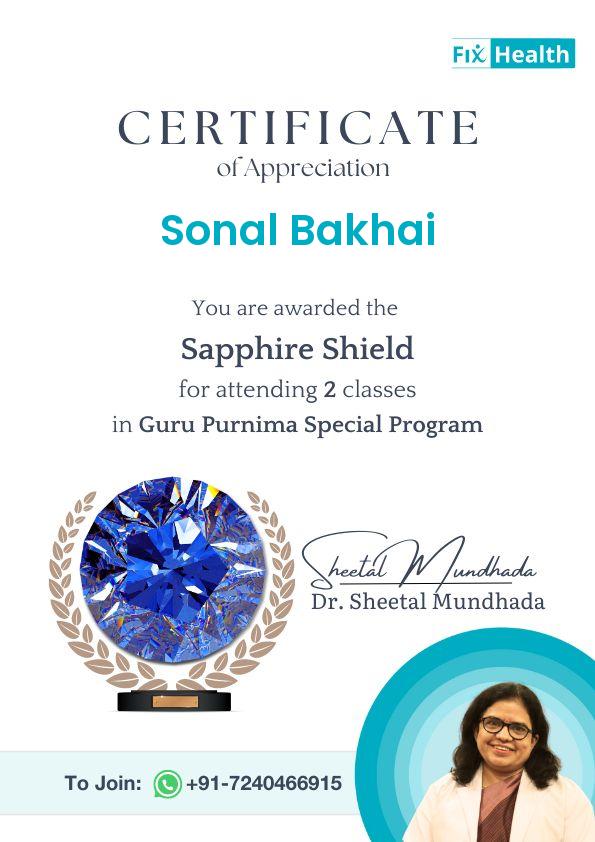 Fix Health
CERTIFICATE
of Appreciation
Sonal Bakhai
You are awarded the
Sapphire Shield
for attending 2 classes
in Guru Purnima Special Program
Sheetal Mundhada
Dr. Sheetal Mundhada
To Join: +91-7240466915